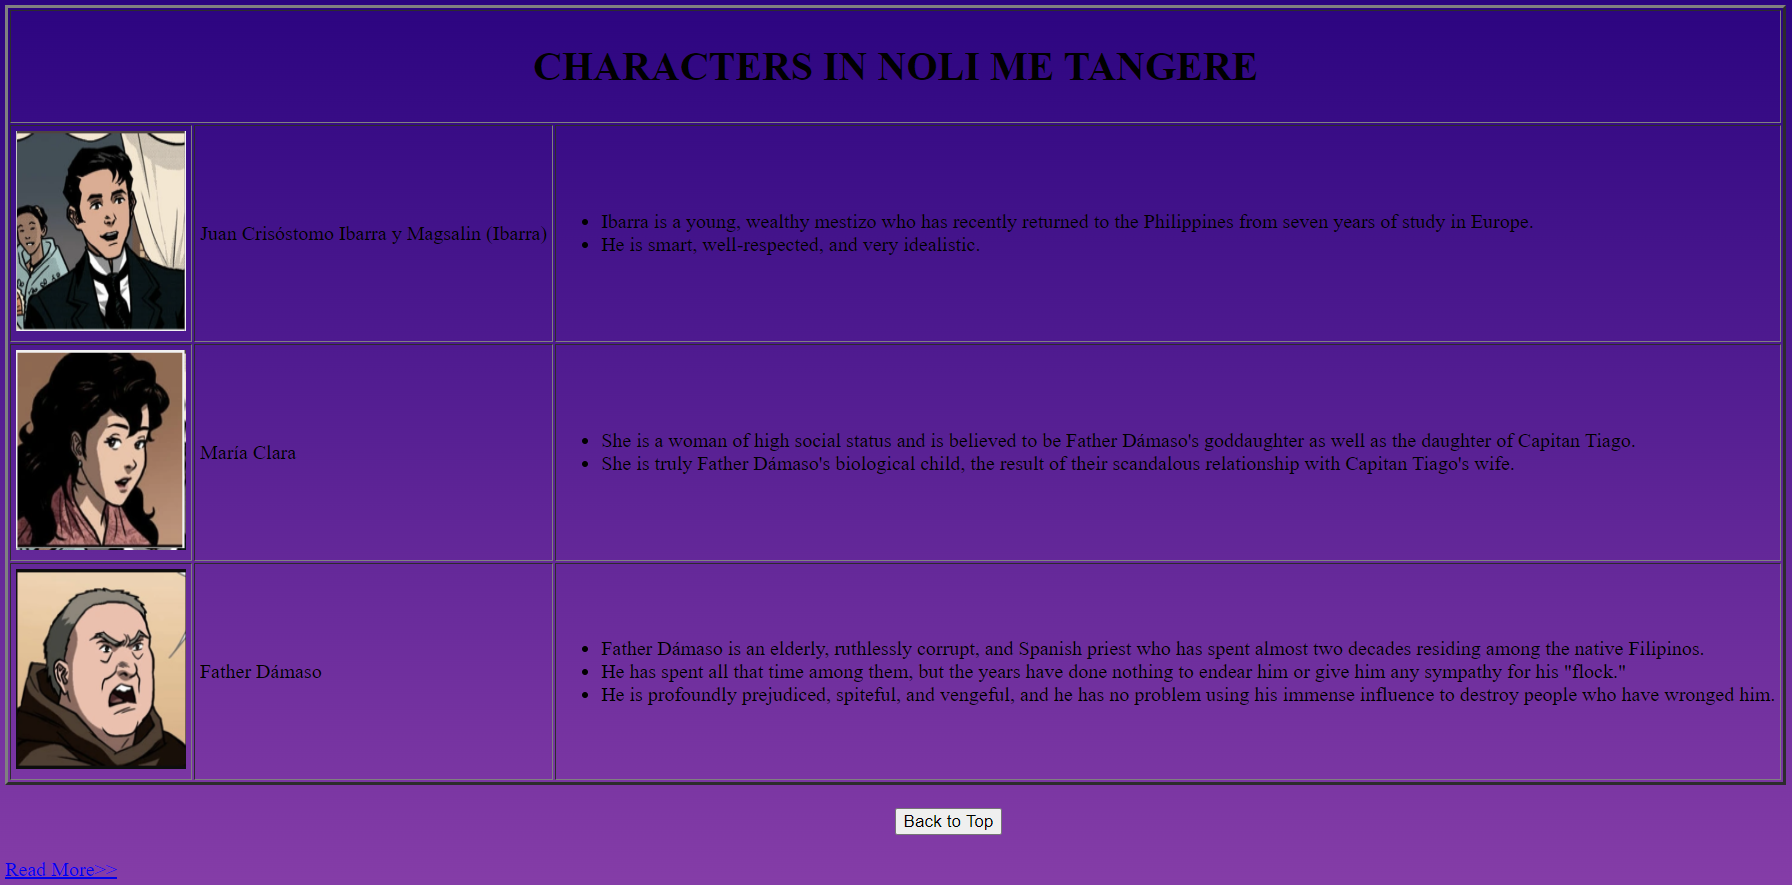 CHARACTERS IN NOLI ME TANGERE
Juan Crisóstomo Ibarra y Magsalin (Ibarra)
Ibarra is a young, wealthy mestizo who has recently returned to the Philippines from seven years of study in Europe.
He is smart, well-respected, and very idealistic.
María Clara
She is a woman of high social status and is believed to be Father Dámaso's goddaughter as well as the daughter of Capitan Tiago.
She is truly Father Dámaso's biological child, the result of their scandalous relationship with Capitan Tiago's wife.
Father Dámaso
Father Dámaso is an elderly, ruthlessly corrupt, and Spanish priest who has spent almost two decades residing among the native Filipinos.
He has spent all that time among them, but the years have done nothing to endear him or give him any sympathy for his "flock."
He is profoundly prejudiced, spiteful, and vengeful, and he has no problem using his immense influence to destroy people who have wronged him.
Back to Top
Read More>>